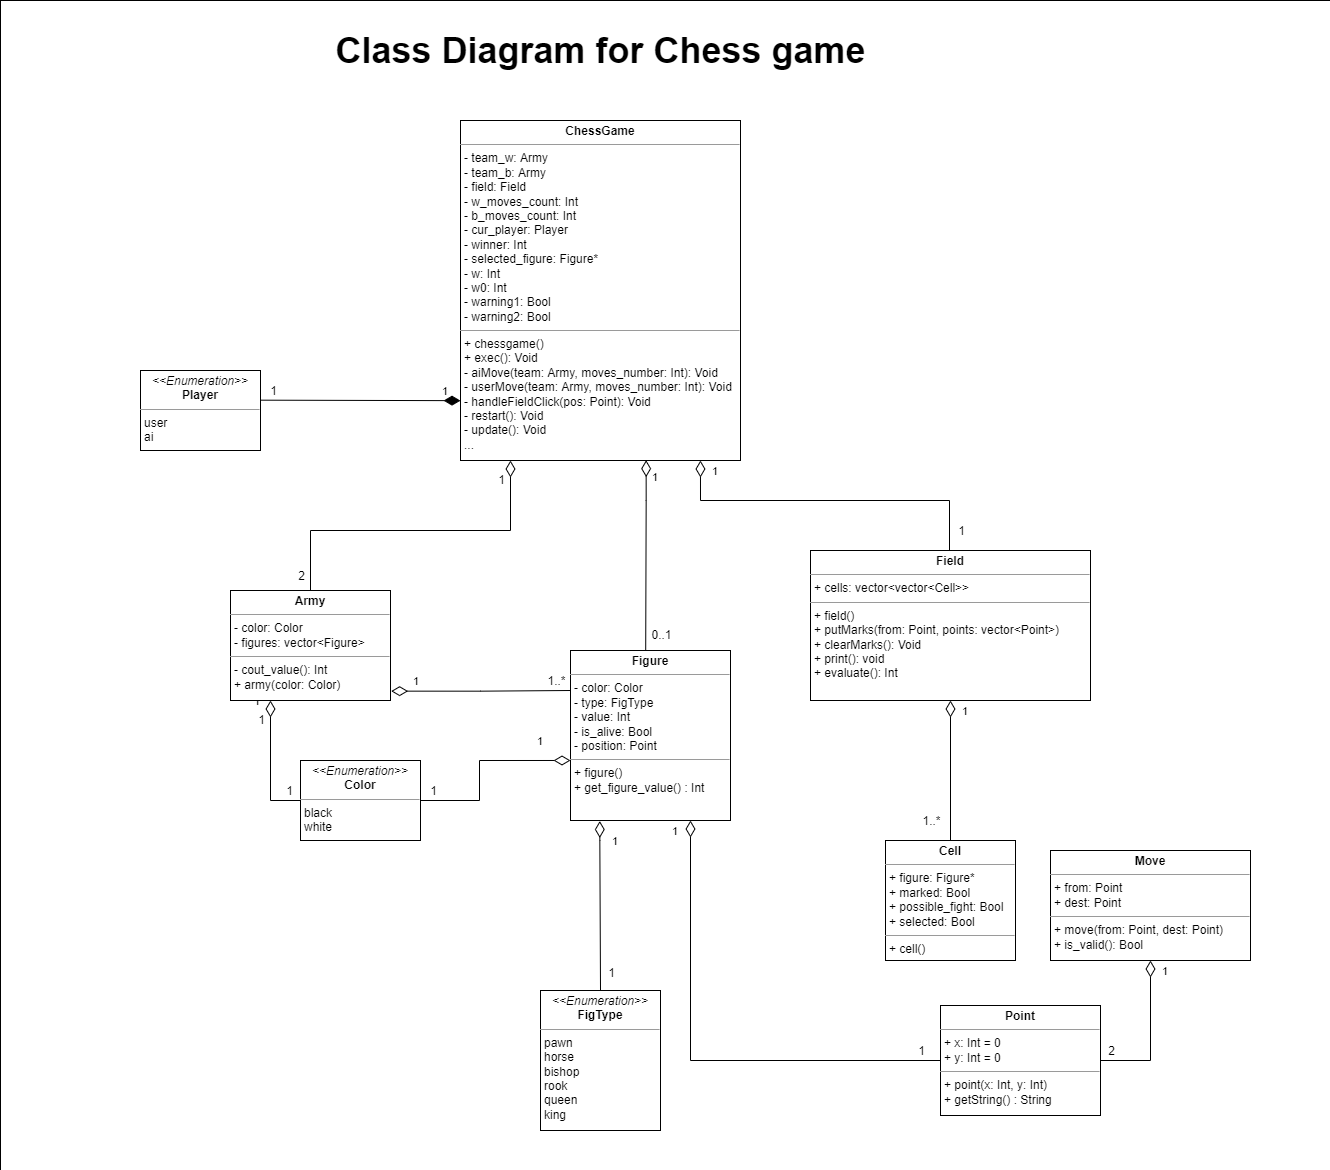 Class Diagram for Chess game
ChessGame
- team_w: Army
- team_b: Army
- field: Field
- w_moves_count: Int
- b_moves_count: Int
- cur_player: Player
- winner: Int
- selected_figure: Figure*
- w: Int
- w0: Int
- warning1: Bool
- warning2: Bool
+ chessgame()
+ exec(): Void
- aiMove(team: Army, moves_number: Int): Void
- userMove(team: Army, moves_number: Int): Void
- handleFieldClick(pos: Point): Void
- restart(): Void
- update(): Void
...
<<Enumeration>>
Player
user
ai
1
1
1
1
1
2
1
0..1
Army
- color: Color
- figures: vector<Figure>
- cout_value(): Int
+ army(color: Color)
Field
+ cells: vector<vector<Cell>>
+ field()
+ putMarks(from: Point, points: vector<Point>)
+ clearMarks(): Void
+ print(): void
+ evaluate(): Int
1
1..*
Figure
- color: Color
- type: FigType
- value: Int
- is_alive: Bool
- position: Point
+ figure()
+ get_figure_value() : Int
1
1
1
1
<<Enumeration>>
Color
black
white
1
1
1
1..*
Cell
+ figure: Figure*
+ marked: Bool
+ possible_fight: Bool
+ selected: Bool
+ cell()
Move
+ from: Point
+ dest: Point
+ move(from: Point, dest: Point)
+ is_valid(): Bool
1
1
<<Enumeration>>
FigType
pawn
horse
bishop
rook
queen
king
1
2
Point
+ x: Int = 0
+ y: Int = 0
+ point(x: Int, y: Int)
+ getString() : String